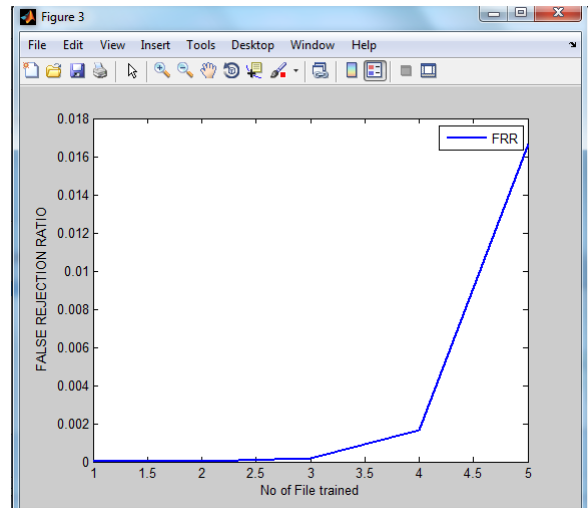 Figure 3
File Edit View Insert Tools Desktop Window Help
FRR
0.018
0.016
0.014
0.012
0.01
0.008
0.006
0.004
0.002
0
FALSE REJECTION RATIO
1 1.5 2 2.5 3 3.5 4 4.5 5
No of File trained